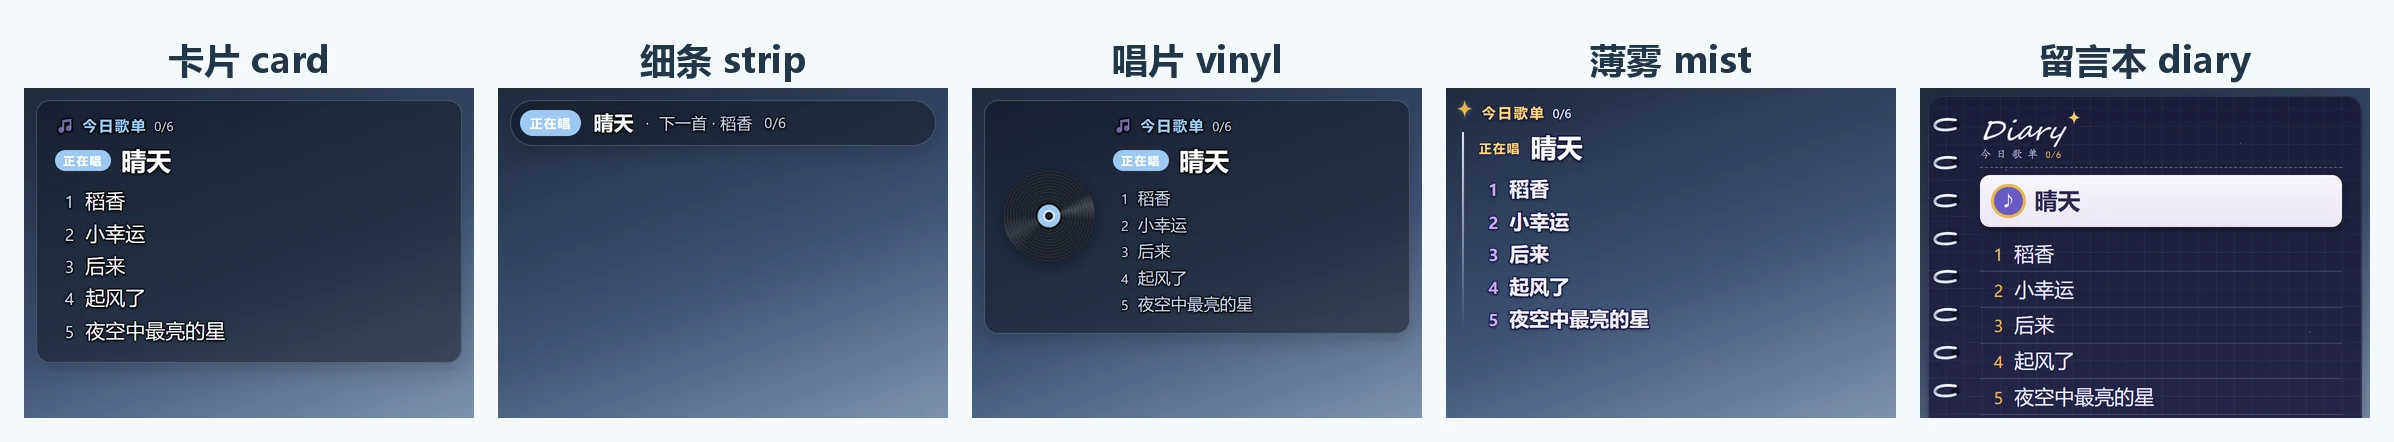 卡片 card
今日歌单 0/6
正在唱 晴天
1 稻香
2 小幸运
3 后来
4 起风了
5 夜空中最亮的星
细条 strip
正在唱 晴天 · 下一首 · 稻香 0/6
唱片 vinyl
今日歌单 0/6
正在唱 晴天
1 稻香
2 小幸运
3 后来
4 起风了
5 夜空中最亮的星
薄雾 mist
今日歌单 0/6
正在唱 晴天
1 稻香
2 小幸运
3 后来
4 起风了
5 夜空中最亮的星
留言本 diary
Diary
今日歌单 0/6
晴天
1 稻香
2 小幸运
3 后来
4 起风了
5 夜空中最亮的星